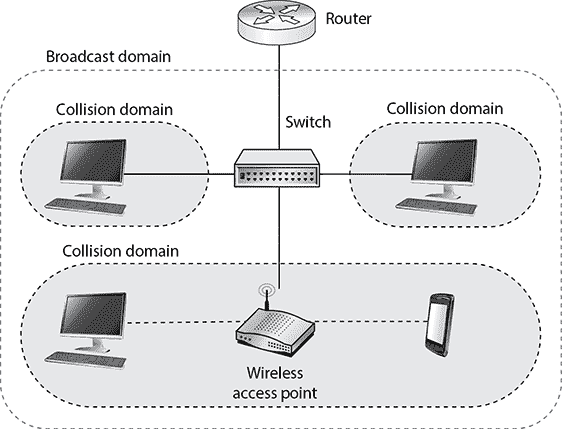 Router
Broadcast domain
Collision domain
Collision domain
Switch
Collision domain
Wireless
access point